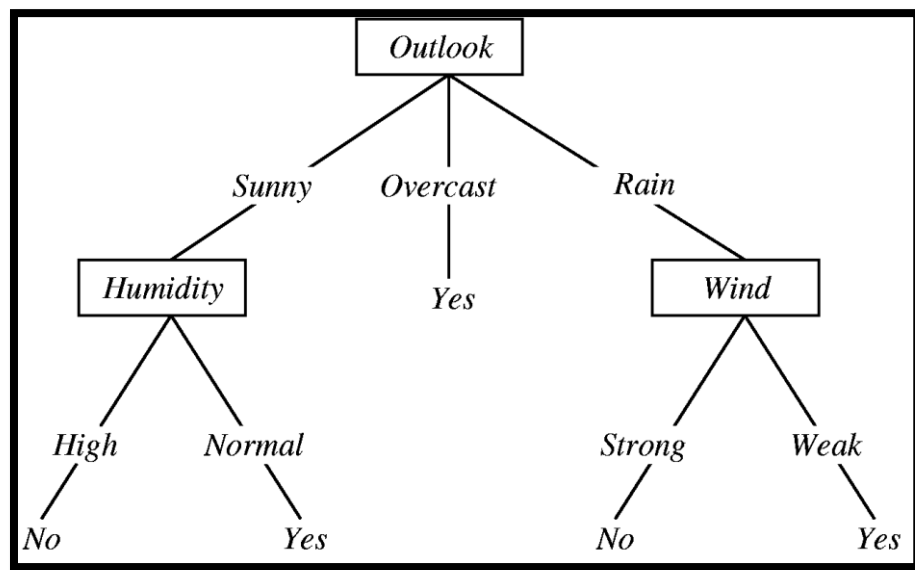 Outlook
Sunny Overcast Rain
Humidity Yes Wind
High Normal Strong Weak
No Yes No Yes